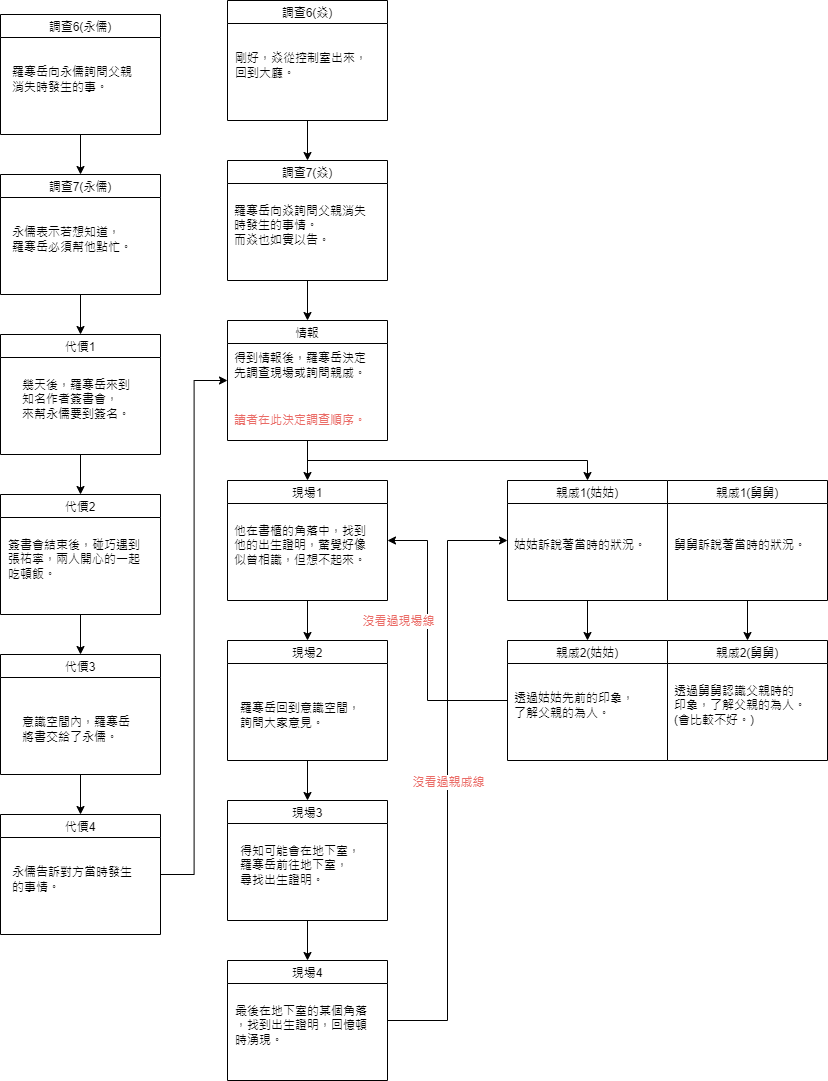 調查6(永儒)
羅寒岳向永儒詢問父親
消失時發生的事。
調查7(永儒)
永儒表示若想知道，
羅寒岳必須幫他點忙。
代價1
幾天後，羅寒岳來到
知名作者簽書會，
來幫永儒要到簽名。
代價2
簽書會結束後，碰巧遇到
張祐寧，兩人開心的一起
吃頓飯。
代價3
意識空間內，羅寒岳
將書交給了永儒。
代價4
永儒告訴對方當時發生
的事情。
調查6(焱)
剛好，焱從控制室出來，
回到大廳。
調查7(焱)
羅寒岳向焱詢問父親消失
時發生的事情。
而焱也如實以告。
情報
得到情報後，羅寒岳決定
先調查現場或詢問親戚。
讀者在此決定調查順序。
現場1
他在書櫃的角落中，找到
他的出生證明，驚覺好像
似曾相識，但想不起來。
現場2
羅寒岳回到意識空間，
詢問大家意見。
現場3
得知可能會在地下室，
羅寒岳前往地下室，
尋找出生證明。
現場4
最後在地下室的某個角落
，找到出生證明，回憶頓
時湧現。
沒看過現場線
沒看過親戚線
親戚1(姑姑)
姑姑訴說著當時的狀況。
親戚1(舅舅)
舅舅訴說著當時的狀況。
親戚2(姑姑)
透過姑姑先前的印象，
了解父親的為人。
親戚2(舅舅)
透過舅舅認識父親時的
印象，了解父親的為人。
(會比較不好。)